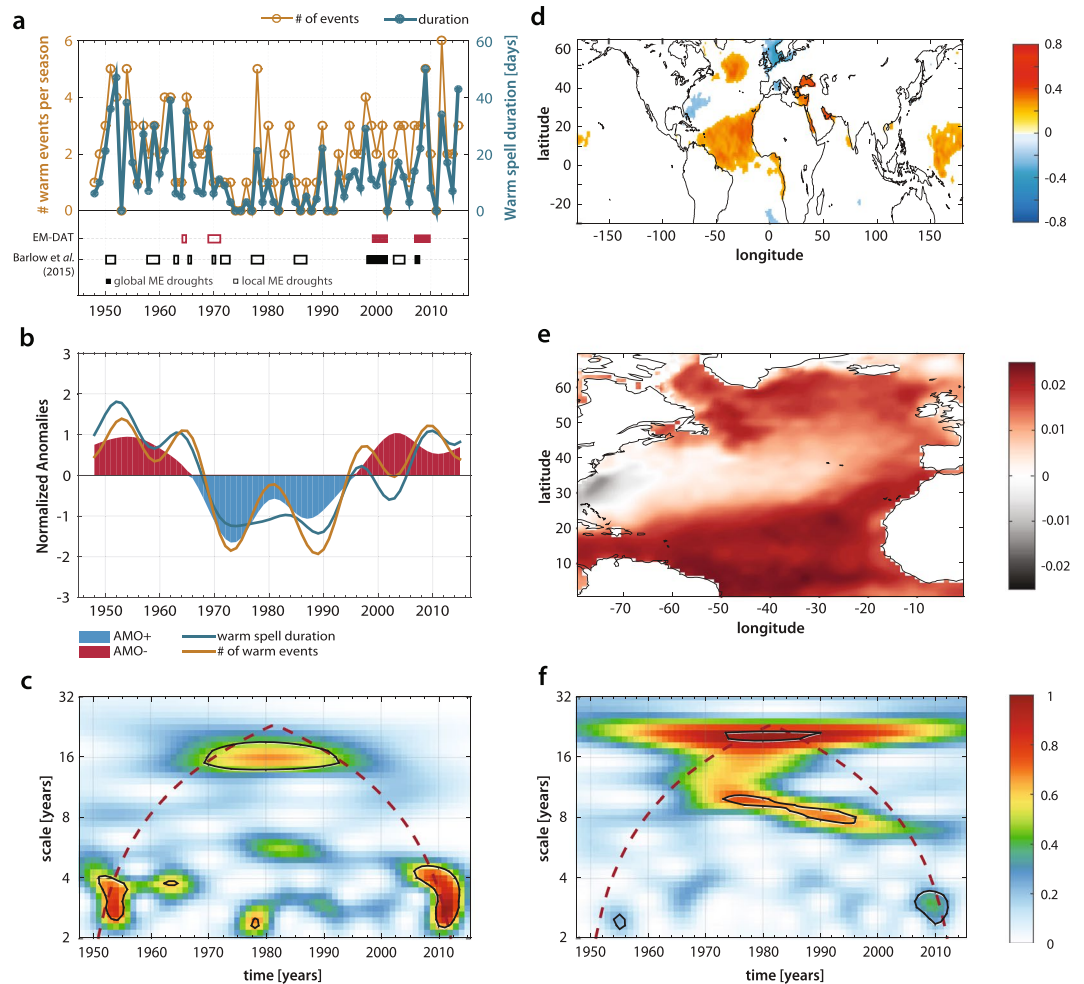 a
# of events
duration
# warm events per season
6
4
2
0
60
40
20
0
Warm spell duration [days]
EM-DAT
Barlow et al.
(2015)
global ME droughts
local ME droughts
1950 1960 1970 1980 1990 2000 2010
b
Normalized Anomalies
3
2
1
0
-1
-2
-3
1950 1960 1970 1980 1990 2000 2015
AMO+
AMO-
warm spell duration
# of warm events
c
scale [years]
32
16
8
4
2
1950 1960 1970 1980 1990 2000 2010
time [years]
d
latitude
60
40
20
0
-20
-150 -100 -50 0 50 100 150
longitude
0.8
0.4
0
-0.4
-0.8
e
latitude
60
50
40
30
20
10
-70 -60 -50 -40 -30 -20 -10
longitude
0.02
0.01
0
-0.01
-0.02
f
scale [years]
32
16
8
4
2
1950 1960 1970 1980 1990 2000 2010
time [years]
1
0.8
0.6
0.4
0.2
0